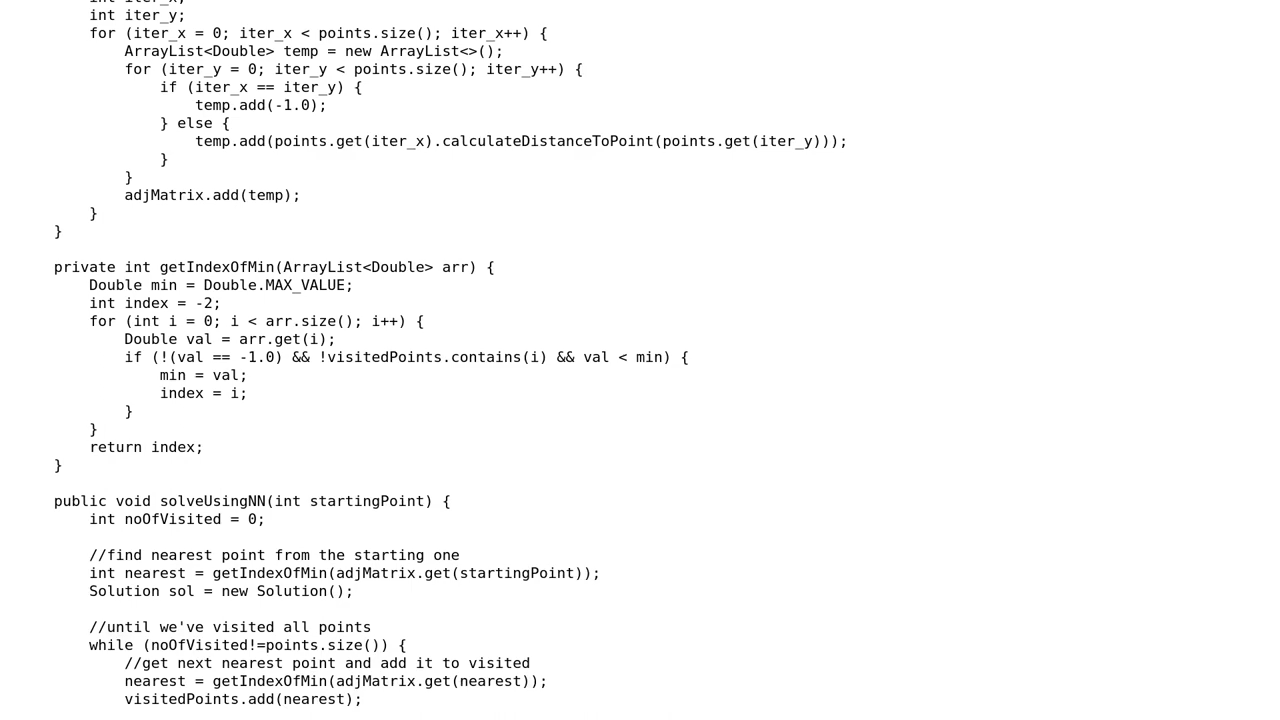 int iter_x;
int iter_y;
for (iter_x = 0; iter_x < points.size(); iter_x++) {
ArrayList<Double> temp = new ArrayList<>();
for (iter_y = 0; iter_y < points.size(); iter_y++) {
if (iter_x == iter_y) {
temp.add(-1.0);
} else {
temp.add(points.get(iter_x).calculateDistanceToPoint(points.get(iter_y)));
}
}
adjMatrix.add(temp);
}
}
private int getIndexOfMin(ArrayList<Double> arr) {
Double min = Double.MAX_VALUE;
int index = -2;
for (int i = 0; i < arr.size(); i++) {
Double val = arr.get(i);
if (!(val == -1.0) && !visitedPoints.contains(i) && val < min) {
min = val;
index = i;
}
}
return index;
}
public void solveUsingNN(int startingPoint) {
int noOfVisited = 0;
//find nearest point from the starting one
int nearest = getIndexOfMin(adjMatrix.get(startingPoint));
Solution sol = new Solution();
//until we've visited all points
while (noOfVisited!=points.size()) {
//get next nearest point and add it to visited
nearest = getIndexOfMin(adjMatrix.get(nearest));
visitedPoints.add(nearest);